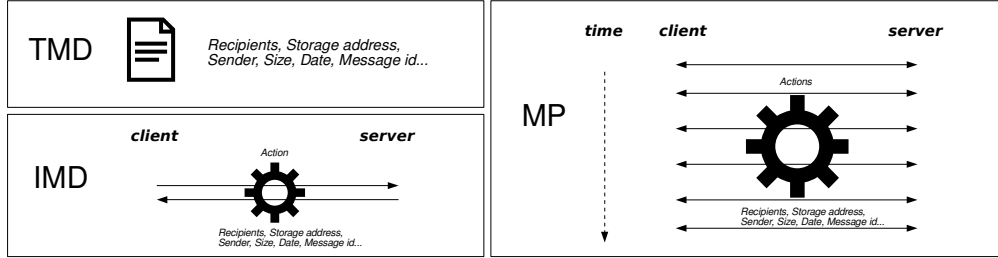 TMD
Recipients, Storage address,
Sender, Size, Date, Message id...
IMD
client
server
Action
Recipients, Storage address,
Sender, Size, Date, Message id...
MP
time
client
server
Actions
Recipients, Storage address,
Sender, Size, Date, Message id...